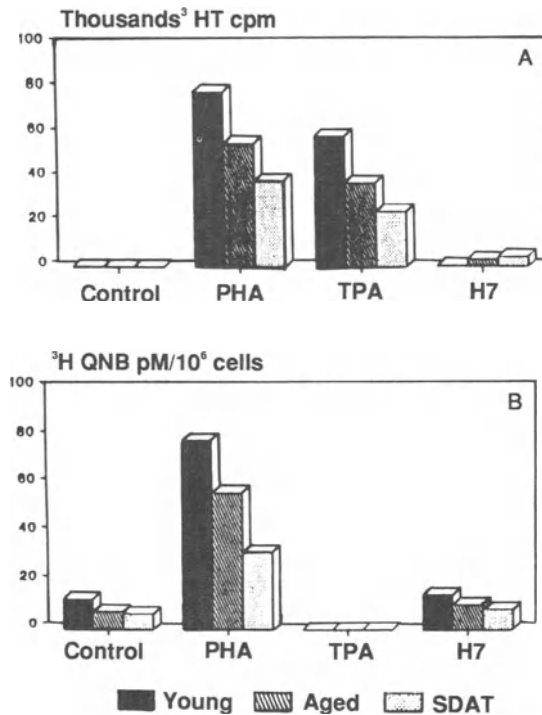 Thousands³ HT cpm
100
A
80
60
40
20
0
Control PHA TPA H7
³H QNB pM/10⁶ cells
100
B
80
60
40
20
0
Control PHA TPA H7
Young Aged SDAT